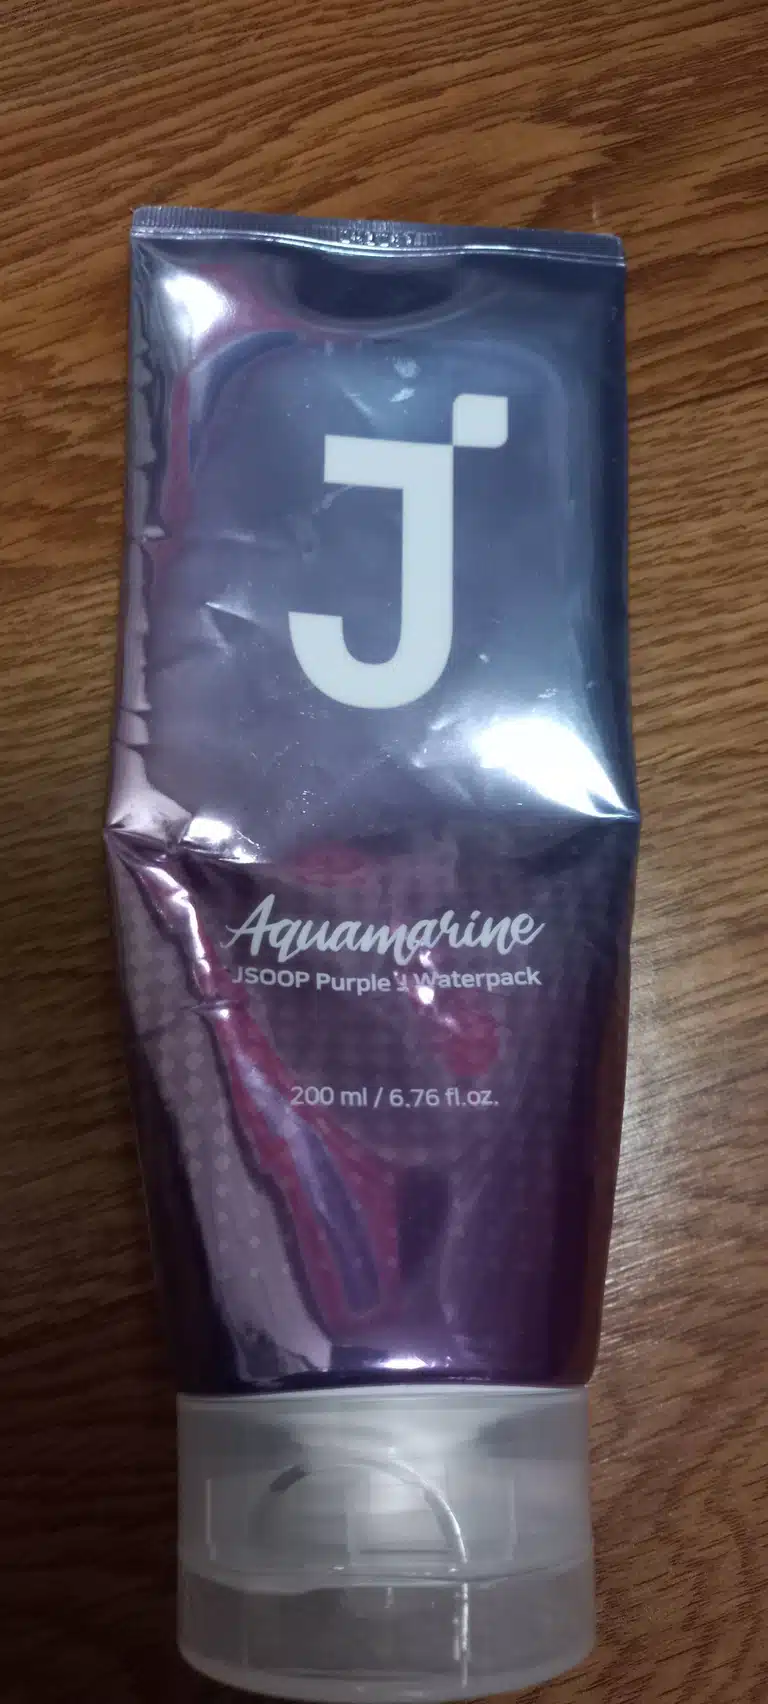 J
Aquamarine
JSOOP Purple J Waterpack
200 ml / 6.76 fl.oz.